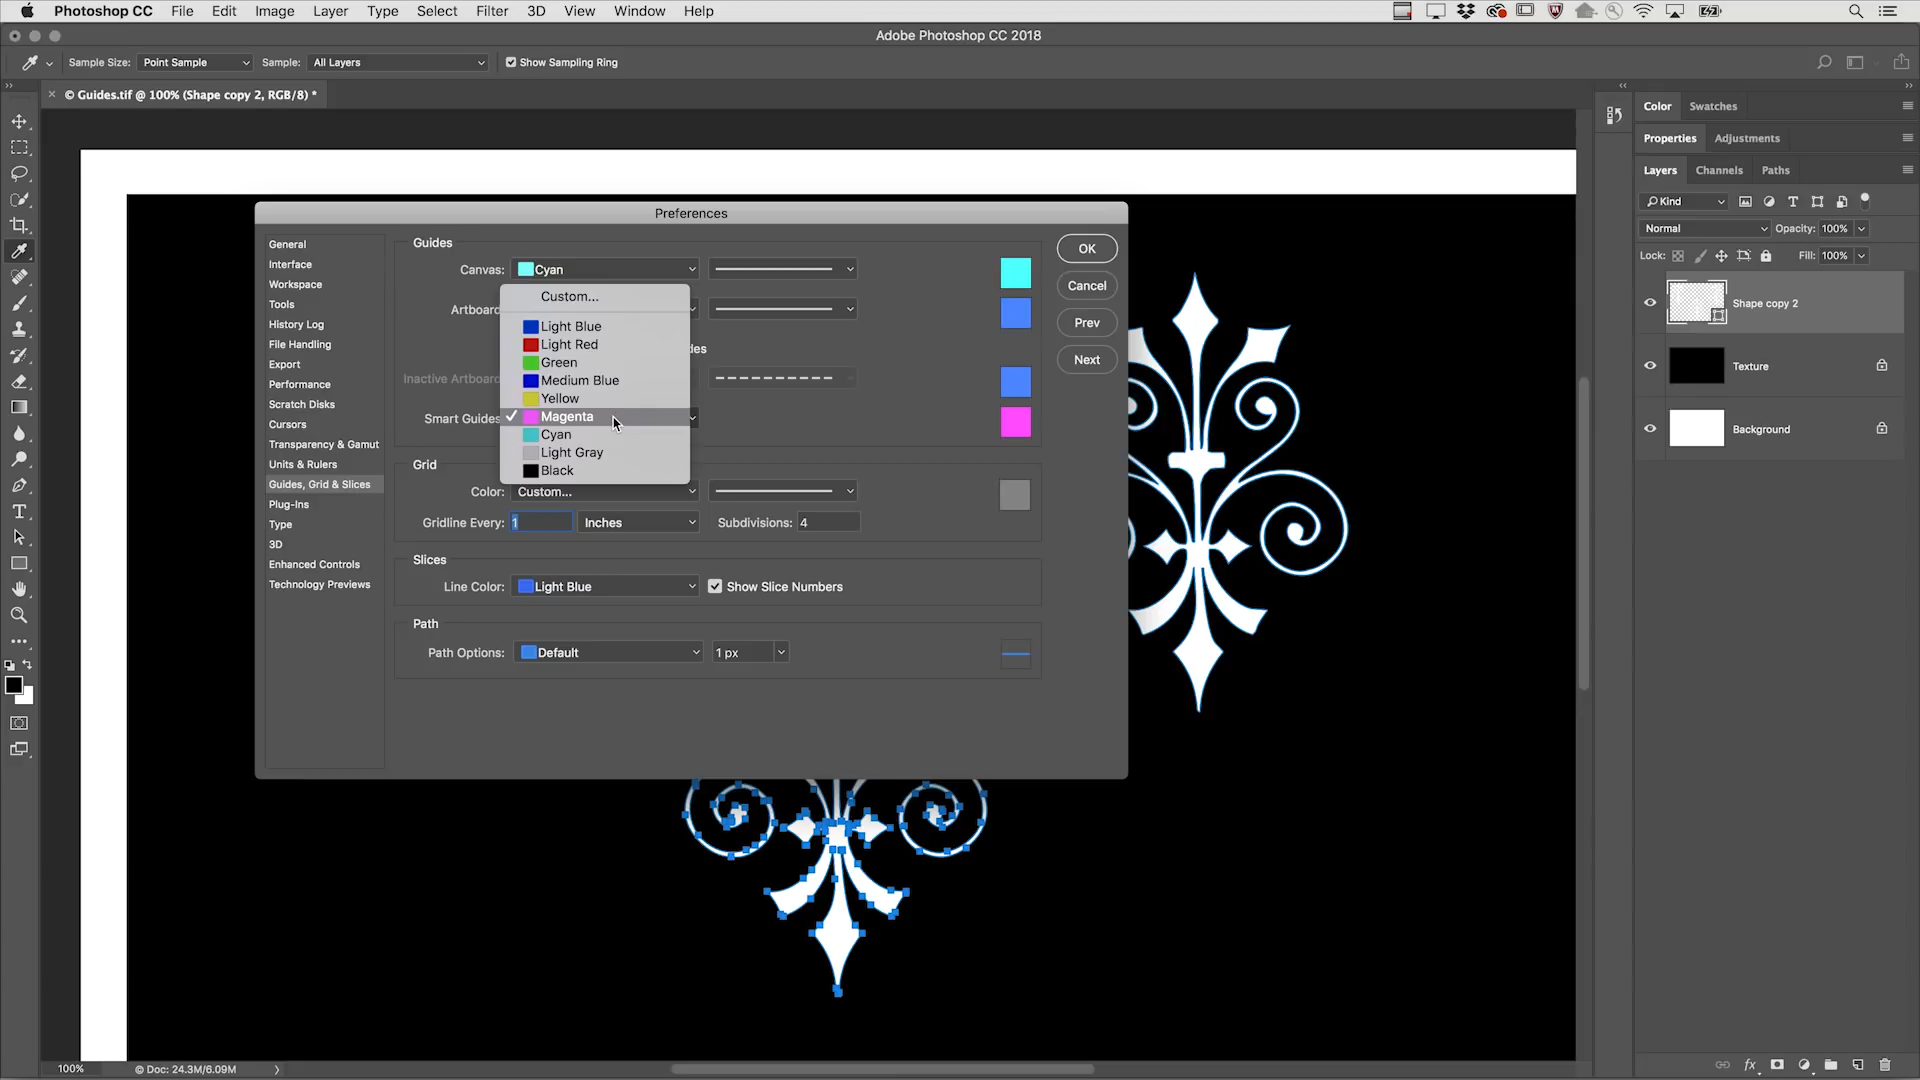 Photoshop CC File Edit Image Layer Type Select Filter 3D View Window Help
Adobe Photoshop CC 2018
Sample Size: Point Sample Sample: All Layers Show Sampling Ring
© Guides.tif @ 100% (Shape copy 2, RGB/8) *
Preferences
General
Interface
Workspace
Tools
History Log
File Handling
Export
Performance
Scratch Disks
Cursors
Transparency & Gamut
Units & Rulers
Guides, Grid & Slices
Plug-Ins
Type
3D
Enhanced Controls
Technology Previews
Guides
Canvas: Cyan
Artboard
des
Inactive Artboard
Smart Guides
Custom...
Light Blue
Light Red
Green
Medium Blue
Yellow
Magenta
Cyan
Light Gray
Black
Grid
Color: Custom...
Gridline Every: 1 Inches Subdivisions: 4
Slices
Line Color: Light Blue Show Slice Numbers
Path
Path Options: Default 1 px
OK
Cancel
Prev
Next
Color Swatches
Properties Adjustments
Layers Channels Paths
Kind
Normal Opacity: 100%
Lock: Fill: 100%
Shape copy 2
Texture
Background
fx
100% © Doc: 24.3M/6.09M